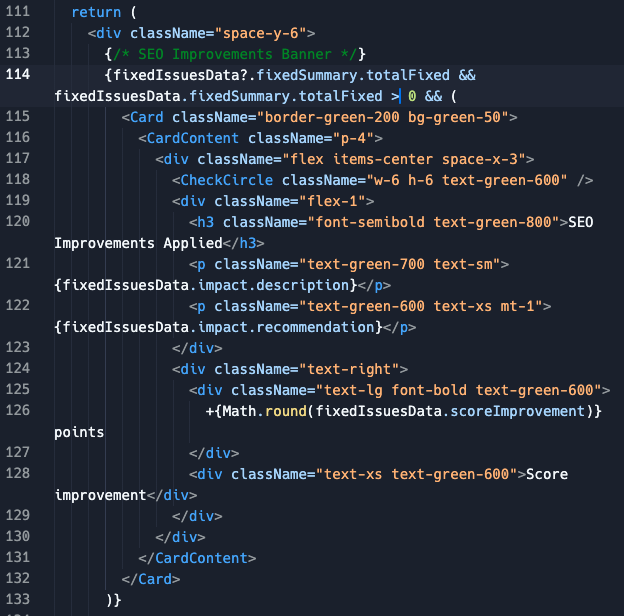 111 return (
112 <div className="space-y-6">
113 {/* SEO Improvements Banner */}
114 {fixedIssuesData?.fixedSummary.totalFixed &&
fixedIssuesData.fixedSummary.totalFixed > 0 && (
115 <Card className="border-green-200 bg-green-50">
116 <CardContent className="p-4">
117 <div className="flex items-center space-x-3">
118 <CheckCircle className="w-6 h-6 text-green-600" />
119 <div className="flex-1">
120 <h3 className="font-semibold text-green-800">SEO
Improvements Applied</h3>
121 <p className="text-green-700 text-sm">
{fixedIssuesData.impact.description}</p>
122 <p className="text-green-600 text-xs mt-1">
{fixedIssuesData.impact.recommendation}</p>
123 </div>
124 <div className="text-right">
125 <div className="text-lg font-bold text-green-600">
126 +{Math.round(fixedIssuesData.scoreImprovement)}
points
127 </div>
128 <div className="text-xs text-green-600">Score
improvement</div>
129 </div>
130 </div>
131 </CardContent>
132 </Card>
133 )}